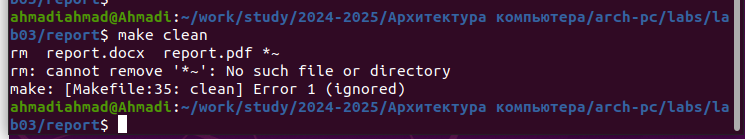 ahmadiahmad@Ahmadi:~/work/study/2024-2025/Архитектура компьютера/arch-pc/labs/la
b03/report$ make clean
rm  report.docx  report.pdf *~
rm: cannot remove '*~': No such file or directory
make: [Makefile:35: clean] Error 1 (ignored)
ahmadiahmad@Ahmadi:~/work/study/2024-2025/Архитектура компьютера/arch-pc/labs/la
b03/report$